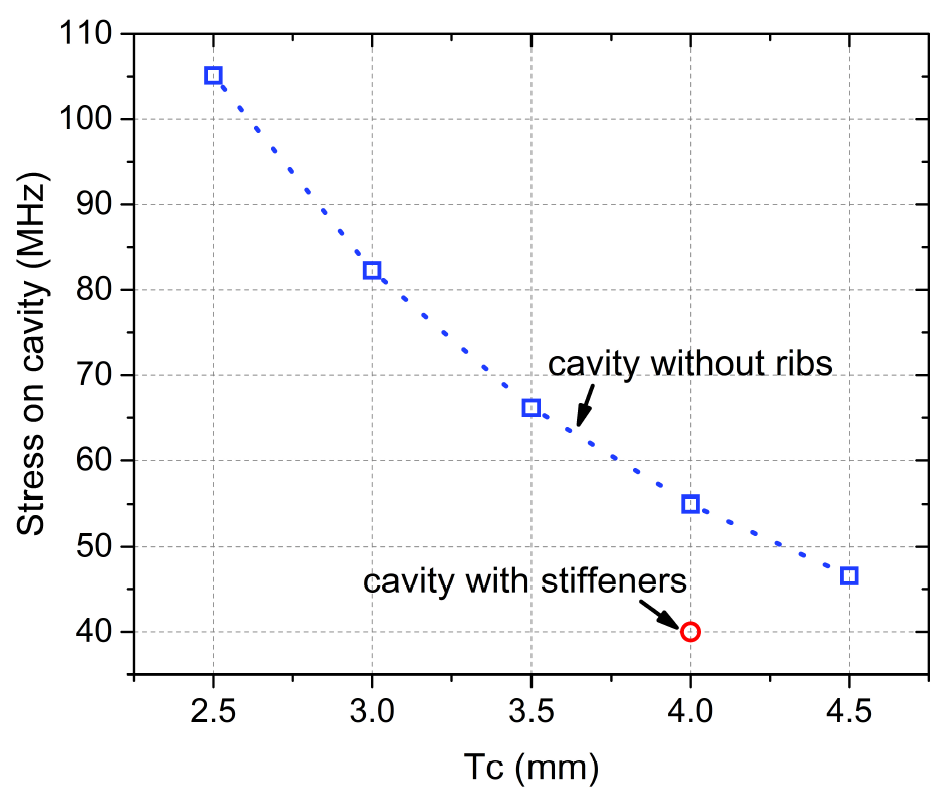 110
100
90
80
70
60
50
40
Stress on cavity (MHz)
cavity without ribs
cavity with stiffeners
2.5 3.0 3.5 4.0 4.5
Tc (mm)